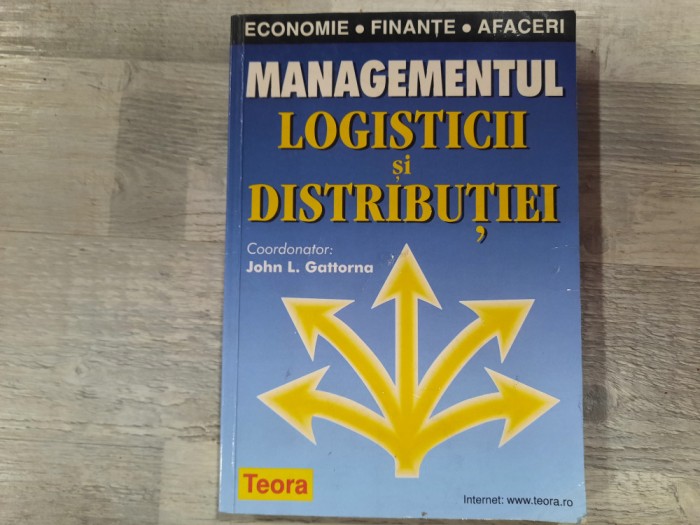 ECONOMIE • FINANȚE • AFACERI
MANAGEMENTUL
LOGISTICII
și
DISTRIBUȚIEI
Coordonator:
John L. Gattorna
Teora
Internet: www.teora.ro